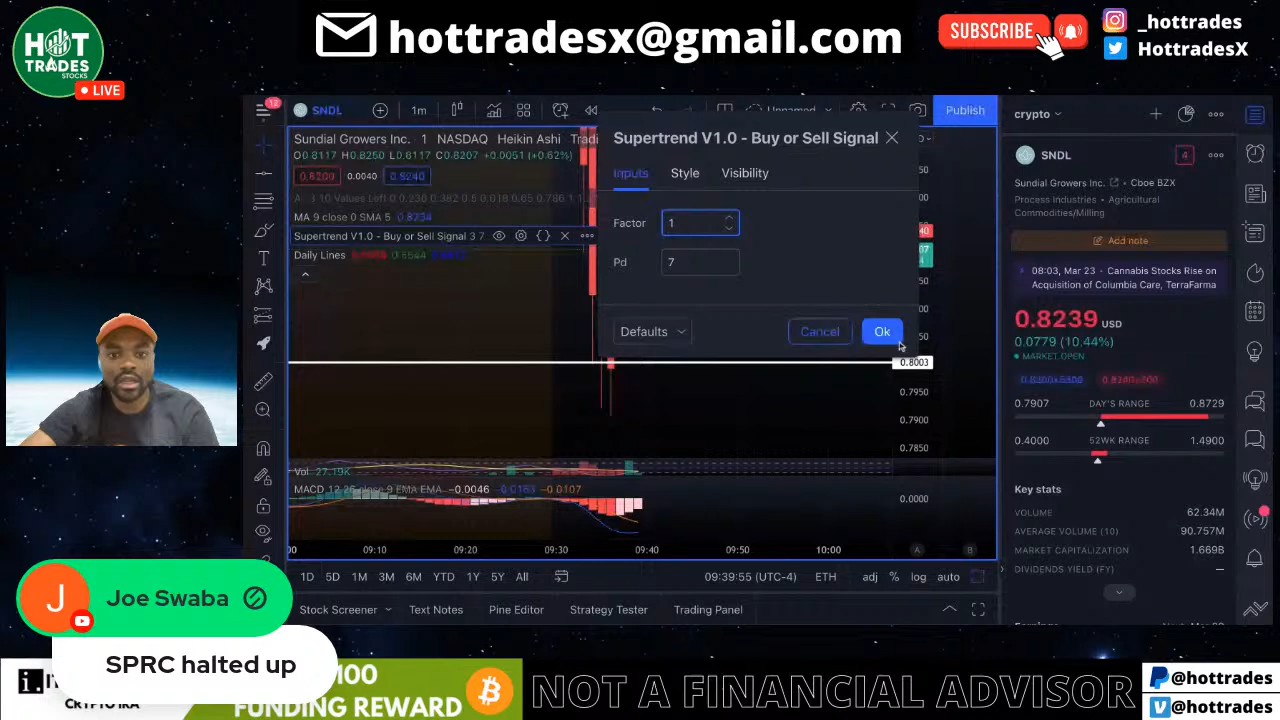 HOT
TRADES
STOCKS
LIVE
hottradesx@gmail.com
SUBSCRIBE
_hottrades
HottradesX
12
SNDL
1m
Unnamed
Publish
crypto
Sundial Growers Inc. 1 NASDAQ Heikin Ashi
O0.8117 H0.8250 L0.8117 C0.8207 +0.0051 (+0.62%)
0.8200 0.0040 0.8240
MA 9 close 0 SMA 5 0.8234
Supertrend V1.0 - Buy or Sell Signal 3 7
Daily Lines
Supertrend V1.0 - Buy or Sell Signal
Inputs
Style
Visibility
Factor
1
Pd
7
Defaults
Cancel
Ok
0.8003
0.7950
0.7900
0.7850
Vol 27.19K
MACD 12 26 close 9 EMA EMA −0.0046 −0.0153 −0.0107
0.0000
09:10
09:20
09:30
09:40
09:50
10:00
A
B
1D
5D
1M
3M
6M
YTD
1Y
5Y
All
09:39:55 (UTC-4)
ETH
adj
%
log
auto
Stock Screener
Text Notes
Pine Editor
Strategy Tester
Trading Panel
SNDL
4
Sundial Growers Inc. • Cboe BZX
Process Industries • Agricultural
Commodities/Milling
Add note
08:03, Mar 23 • Cannabis Stocks Rise on
Acquisition of Columbia Care, TerraFarma
0.8239 USD
0.0779 (10.44%)
MARKET OPEN
0.7907 DAY'S RANGE 0.8729
0.4000 52WK RANGE 1.4900
Key stats
VOLUME 62.34M
AVERAGE VOLUME (10) 90.757M
MARKET CAPITALIZATION 1.669B
DIVIDENDS YIELD (FY) —
J
Joe Swaba
SPRC halted up
FUNDING REWARD
NOT A FINANCIAL ADVISOR
@hottrades
@hottrades